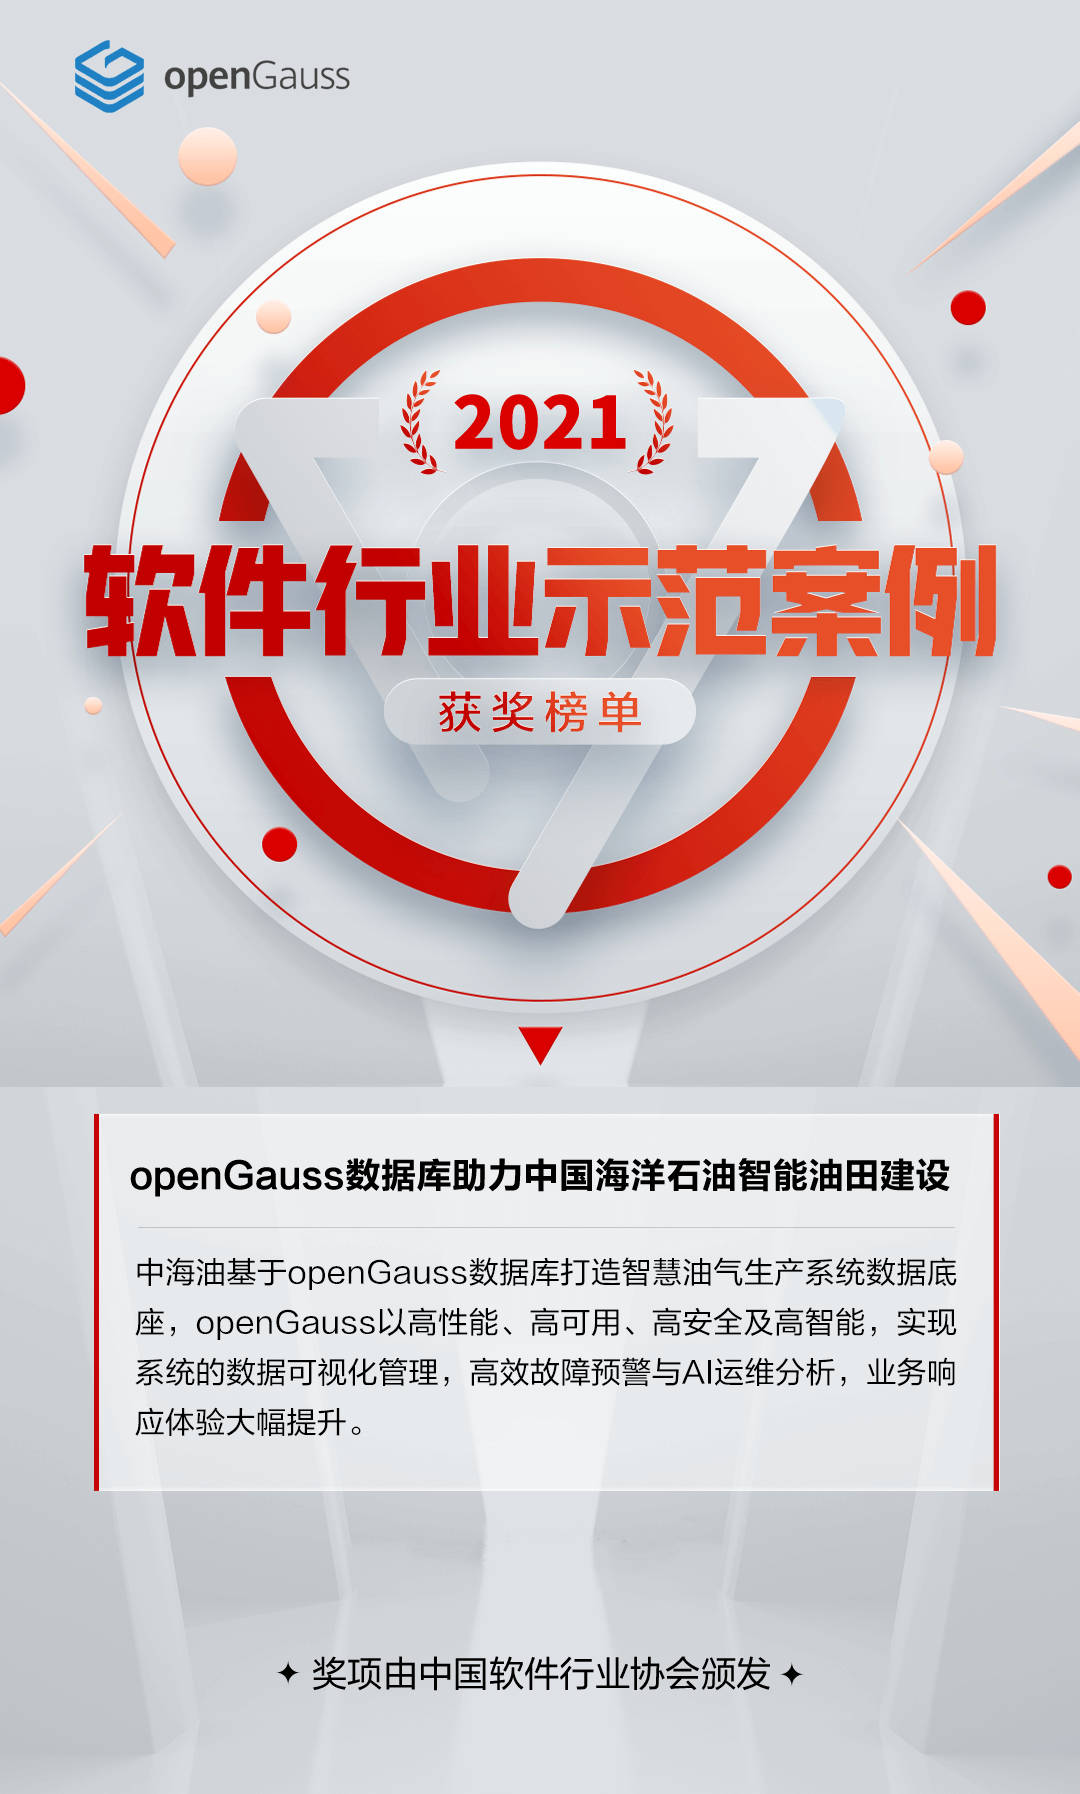 openGauss
2021
软件行业示范案例
获奖榜单
openGauss数据库助力中国海洋石油智能油田建设
中海油基于openGauss数据库打造智慧油气生产系统数据底
座，openGauss以高性能、高可用、高安全及高智能，实现
系统的数据可视化管理，高效故障预警与AI运维分析，业务响
应体验大幅提升。
奖项由中国软件行业协会颁发